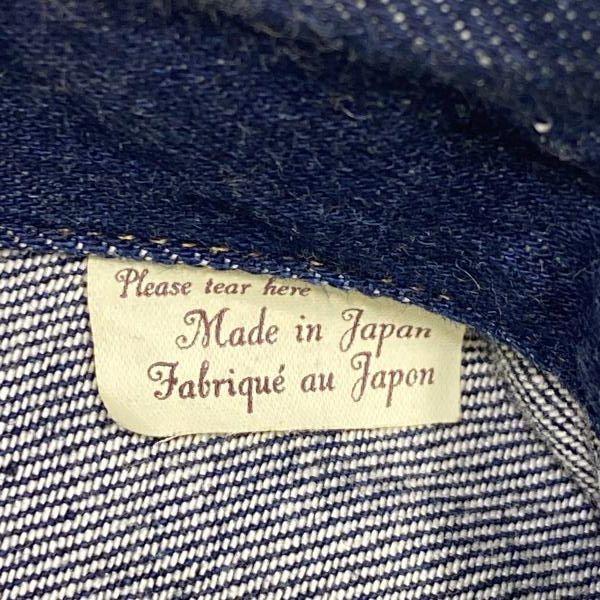 Please tear here
Made in Japan
Fabriqué au Japon